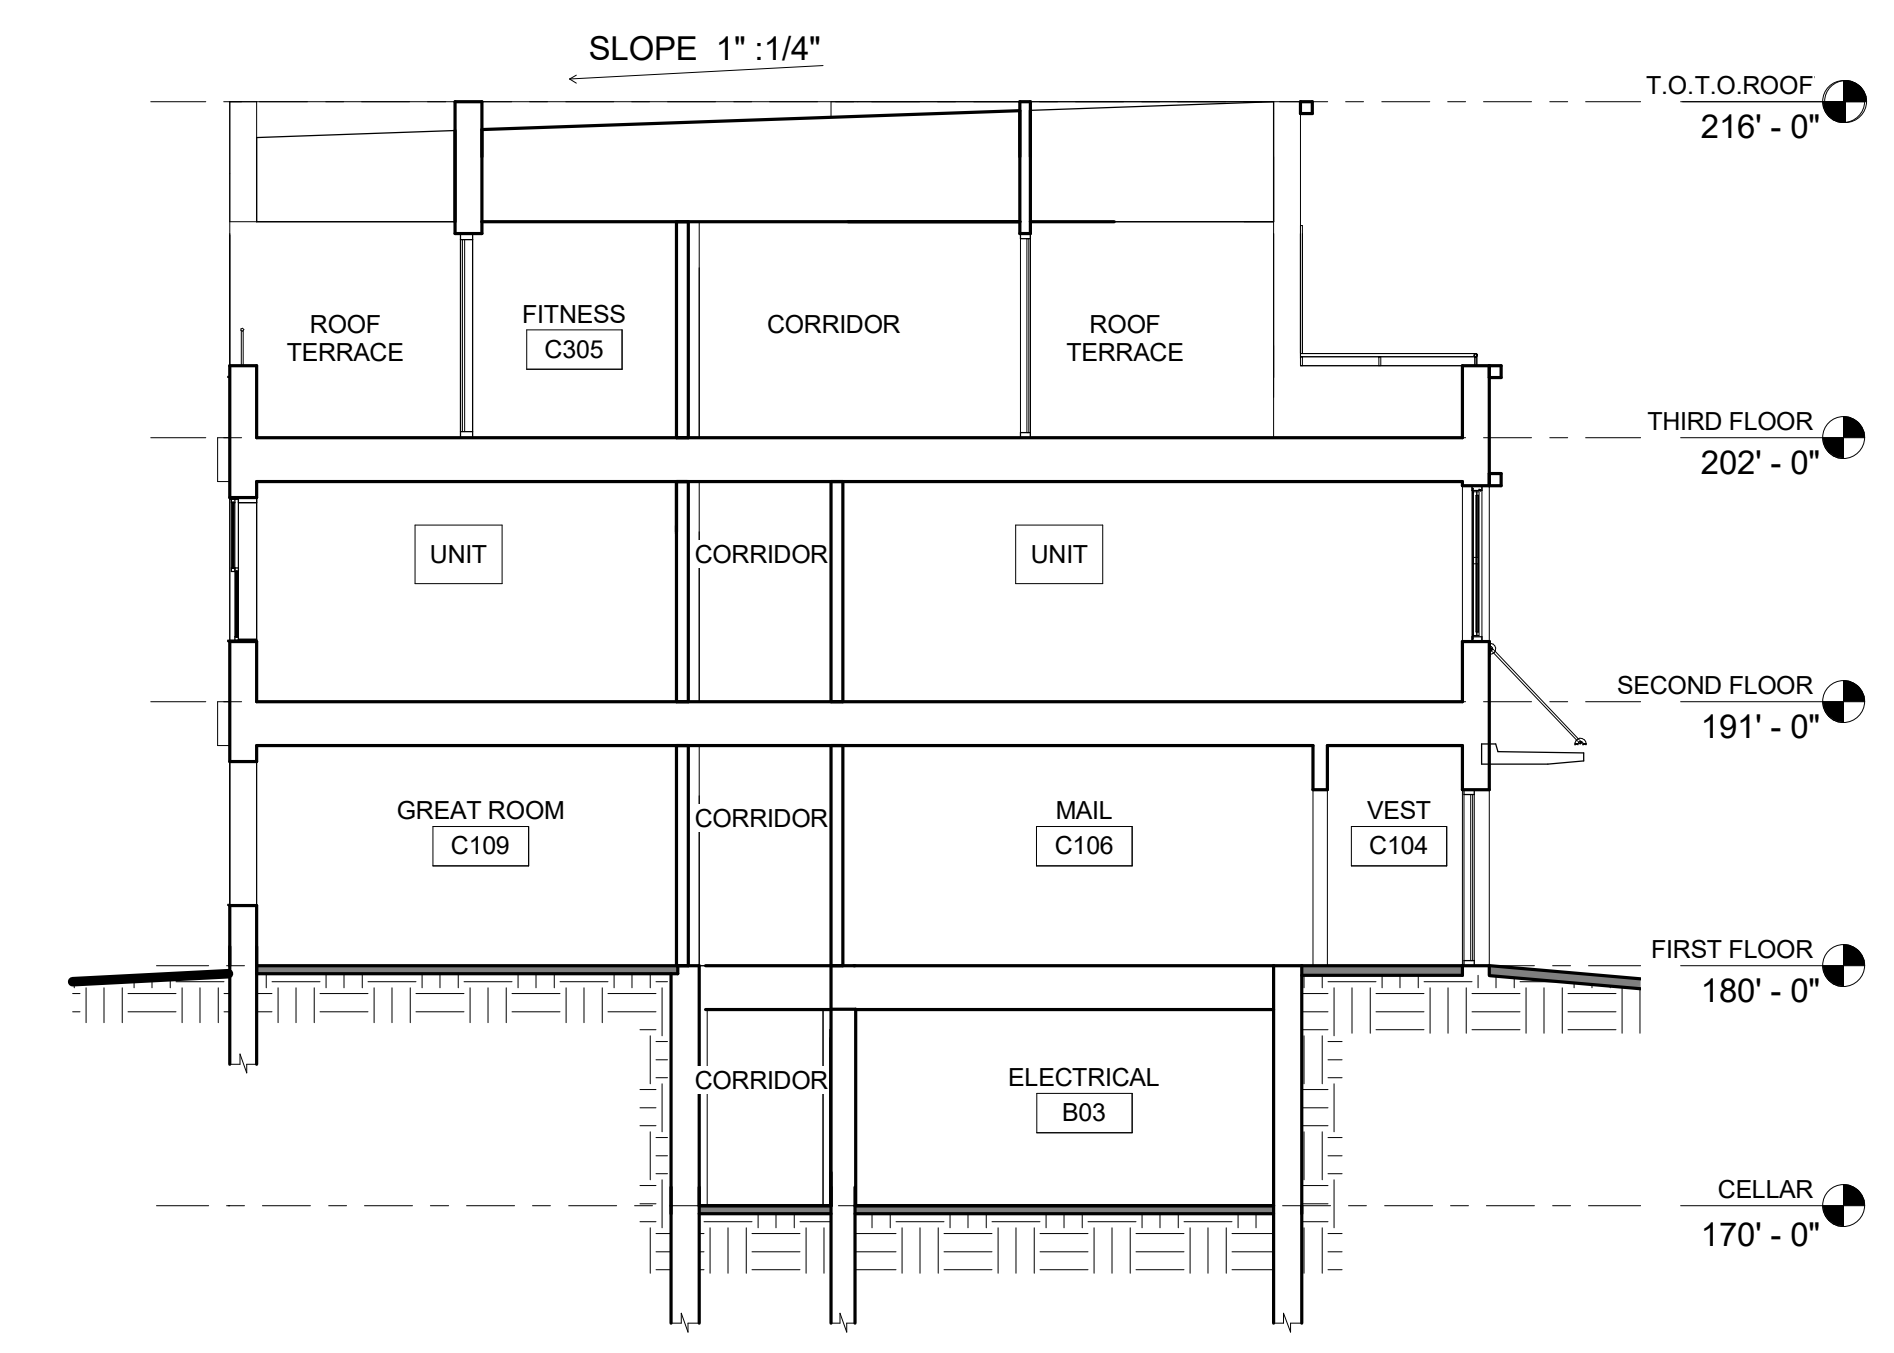 SLOPE 1" :1/4"
T.O.T.O.ROOF
216' - 0"
ROOF
TERRACE
FITNESS
C305
CORRIDOR
ROOF
TERRACE
THIRD FLOOR
202' - 0"
UNIT
CORRIDOR
UNIT
SECOND FLOOR
191' - 0"
GREAT ROOM
C109
CORRIDOR
MAIL
C106
VEST
C104
FIRST FLOOR
180' - 0"
CORRIDOR
ELECTRICAL
B03
CELLAR
170' - 0"